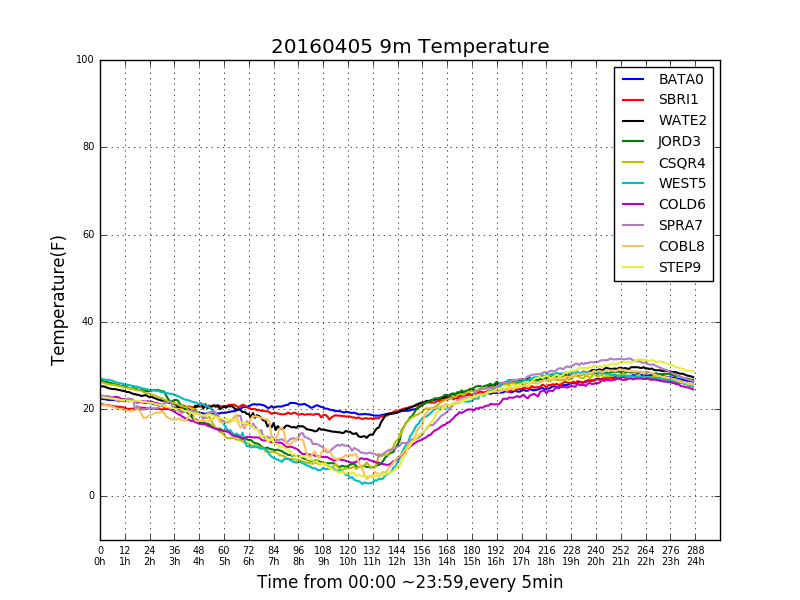 20160405 9m Temperature
100
80
60
40
20
0
Temperature(F)
BATA0
SBRI1
WATE2
JORD3
CSQR4
WEST5
COLD6
SPRA7
COBL8
STEP9
0 12 24 36 48 60 72 84 96 108 120 132 144 156 168 180 192 204 216 228 240 252 264 276 288
0h 1h 2h 3h 4h 5h 6h 7h 8h 9h 10h 11h 12h 13h 14h 15h 16h 17h 18h 19h 20h 21h 22h 23h 24h
Time from 00:00 ~23:59,every 5min